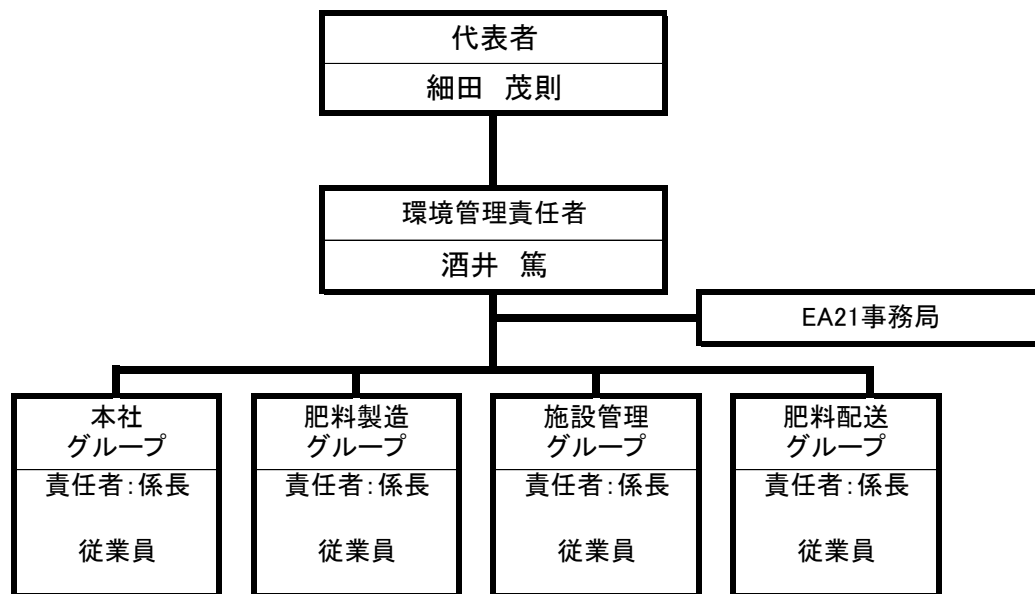 代表者
細田　茂則
環境管理責任者
酒井　篤
EA21事務局
本社
グループ
責任者：係長
従業員
肥料製造
グループ
責任者：係長
従業員
施設管理
グループ
責任者：係長
従業員
肥料配送
グループ
責任者：係長
従業員